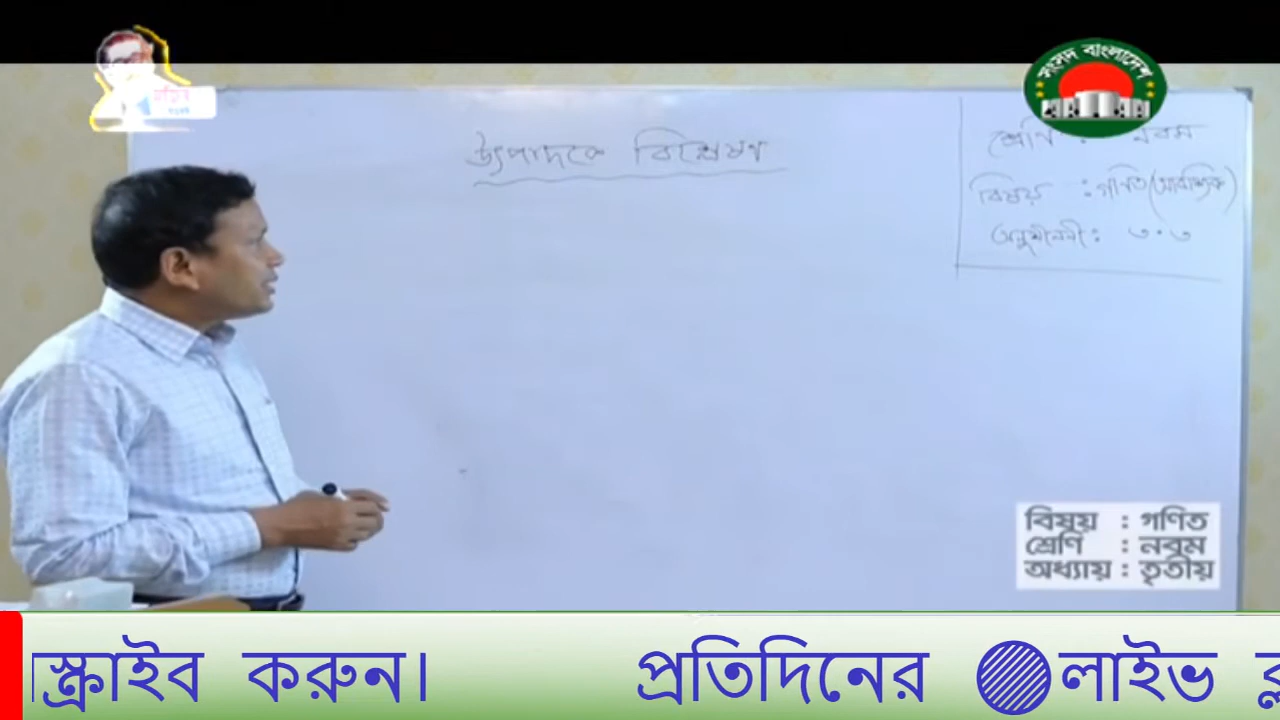 সংসদ বাংলাদেশ
উৎপাদকে বিশ্লেষণ
শ্রেণি : নবম
বিষয় : গণিত (আবশ্যিক)
অনুশীলনী : ৩.৩
বিষয় : গণিত
শ্রেণি : নবম
অধ্যায় : তৃতীয়
স্ক্রাইব করুন। প্রতিদিনের লাইভ